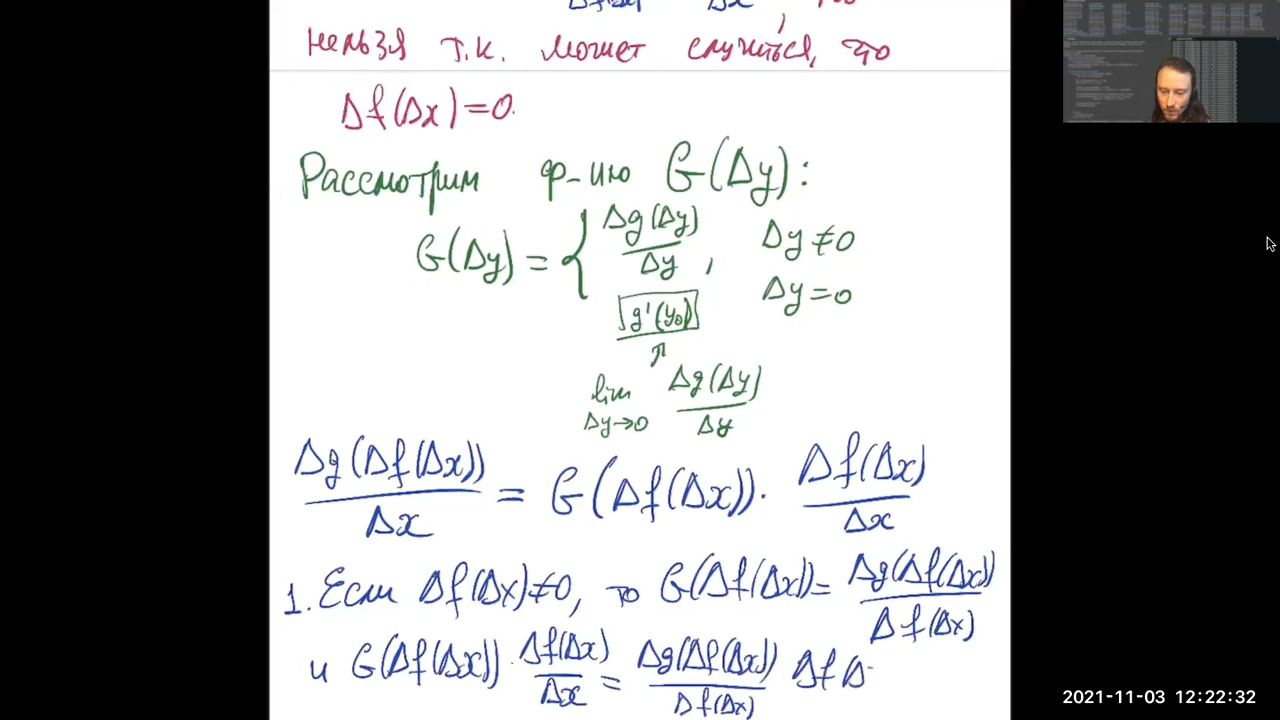 нельзя т.к. может случиться, что
Δf(Δx)=0.
Рассмотрим ф-ию G(Δy):
G(Δy) = { Δg(Δy)/Δy, Δy≠0
g'(y₀) Δy=0
↑
lim Δy→0 Δg(Δy)/Δy
Δg(Δf(Δx))/Δx = G(Δf(Δx))· Δf(Δx)/Δx
1. Если Δf(Δx)≠0, то G(Δf(Δx))= Δg(Δf(Δx))/Δf(Δx)
и G(Δf(Δx))·Δf(Δx)/Δx = Δg(Δf(Δx))/Δf(Δx) Δf Δ
2021-11-03 12:22:32